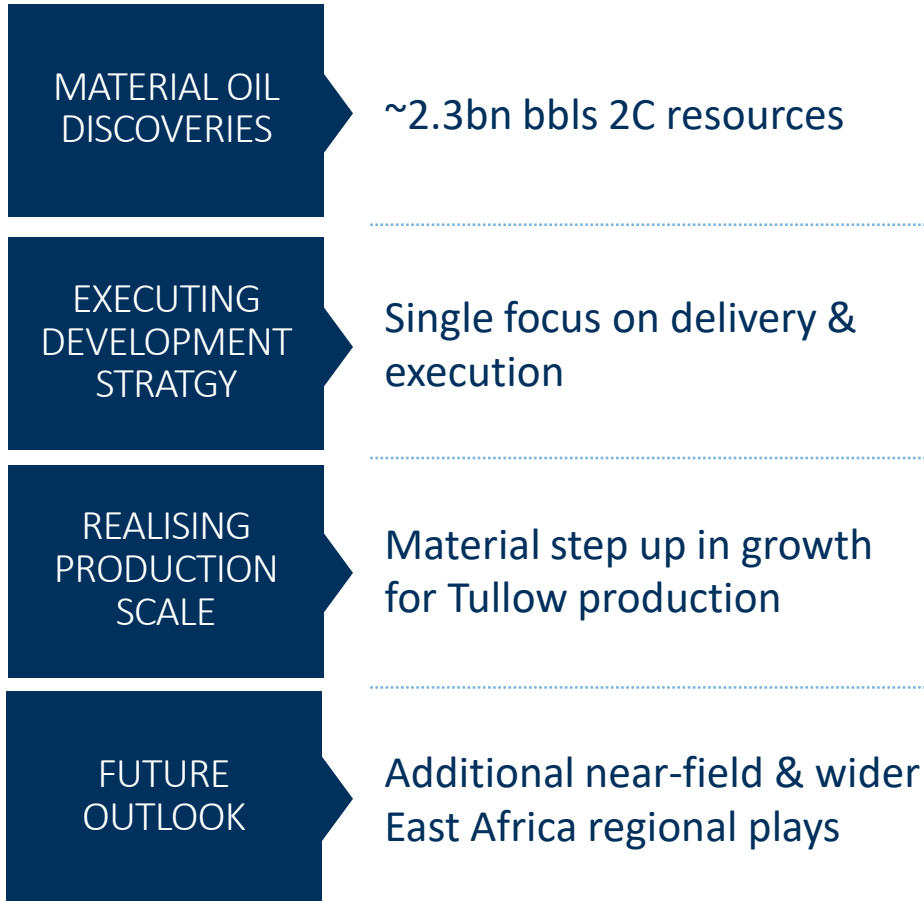 MATERIAL OIL
DISCOVERIES
~2.3bn bbls 2C resources
EXECUTING
DEVELOPMENT
STRATGY
Single focus on delivery &
execution
REALISING
PRODUCTION
SCALE
Material step up in growth
for Tullow production
FUTURE
OUTLOOK
Additional near-field & wider
East Africa regional plays